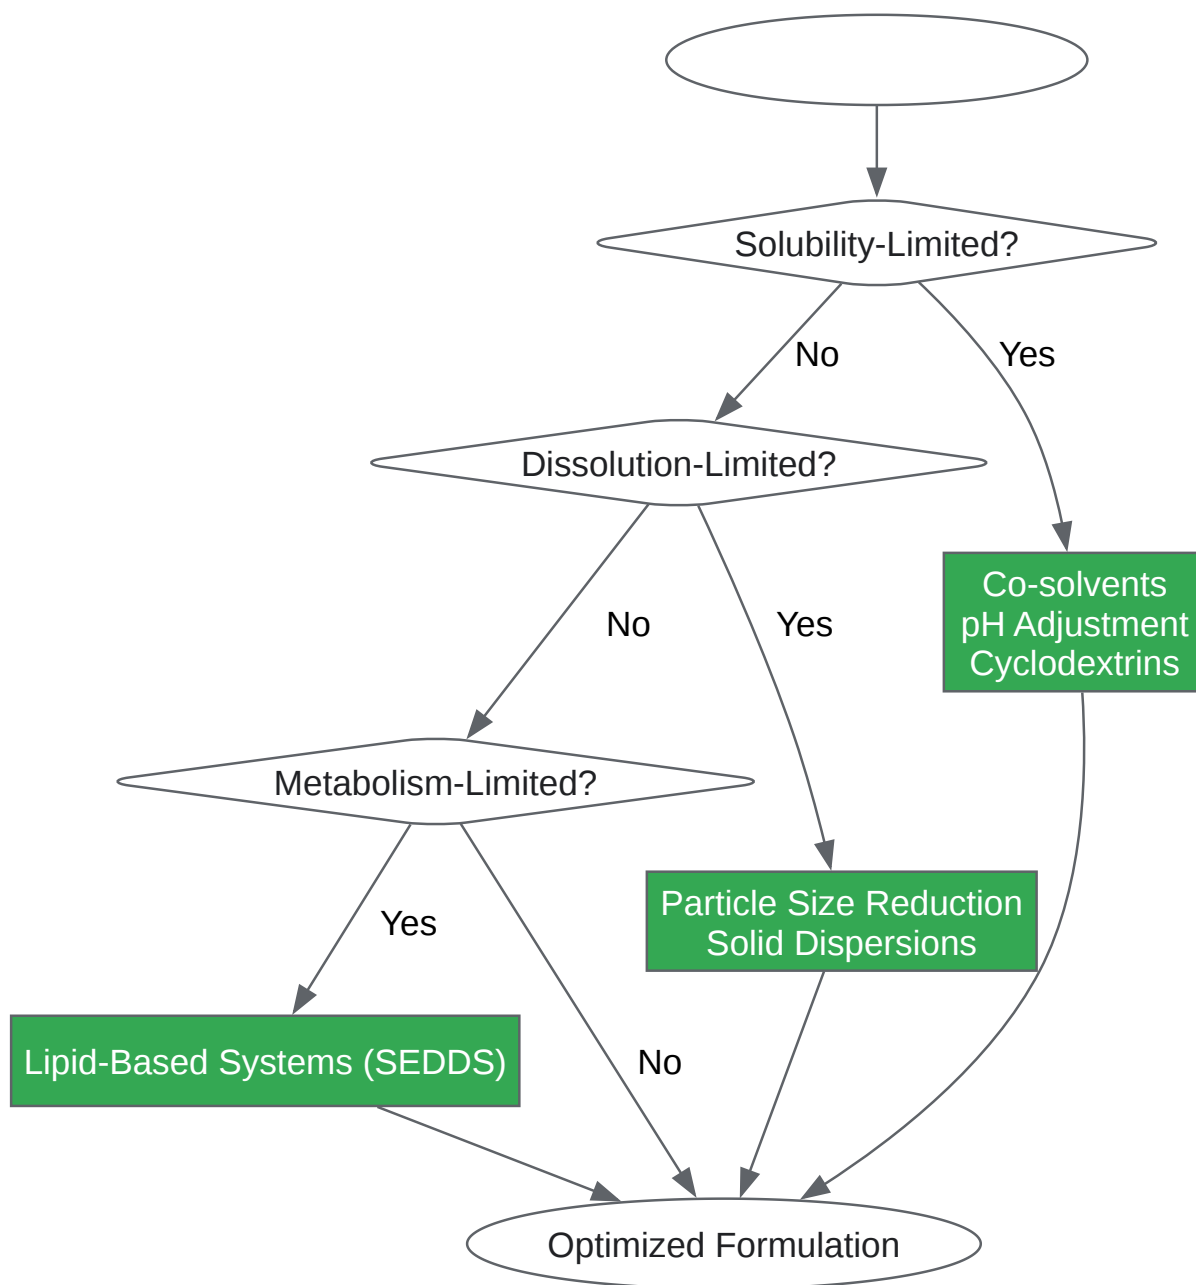 Solubility-Limited?
No
Yes
Dissolution-Limited?
Co-solvents
pH Adjustment
Cyclodextrins
No
Yes
Metabolism-Limited?
Particle Size Reduction
Solid Dispersions
Yes
Lipid-Based Systems (SEDDS)
No
Optimized Formulation